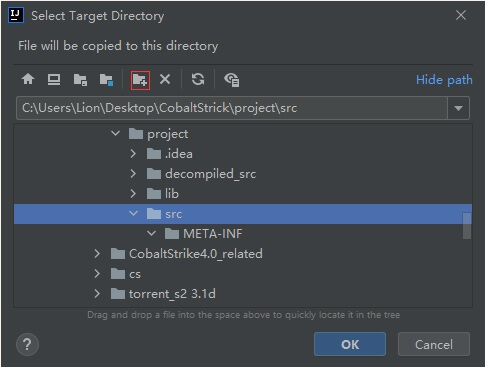 IJ Select Target Directory
File will be copied to this directory
Hide path
C:\Users\Lion\Desktop\CobaltStrick\project\src
project
.idea
decompiled_src
lib
src
META-INF
CobaltStrike4.0_related
cs
torrent_s2 3.1d
Drag and drop a file into the space above to quickly locate it in the tree
? OK Cancel